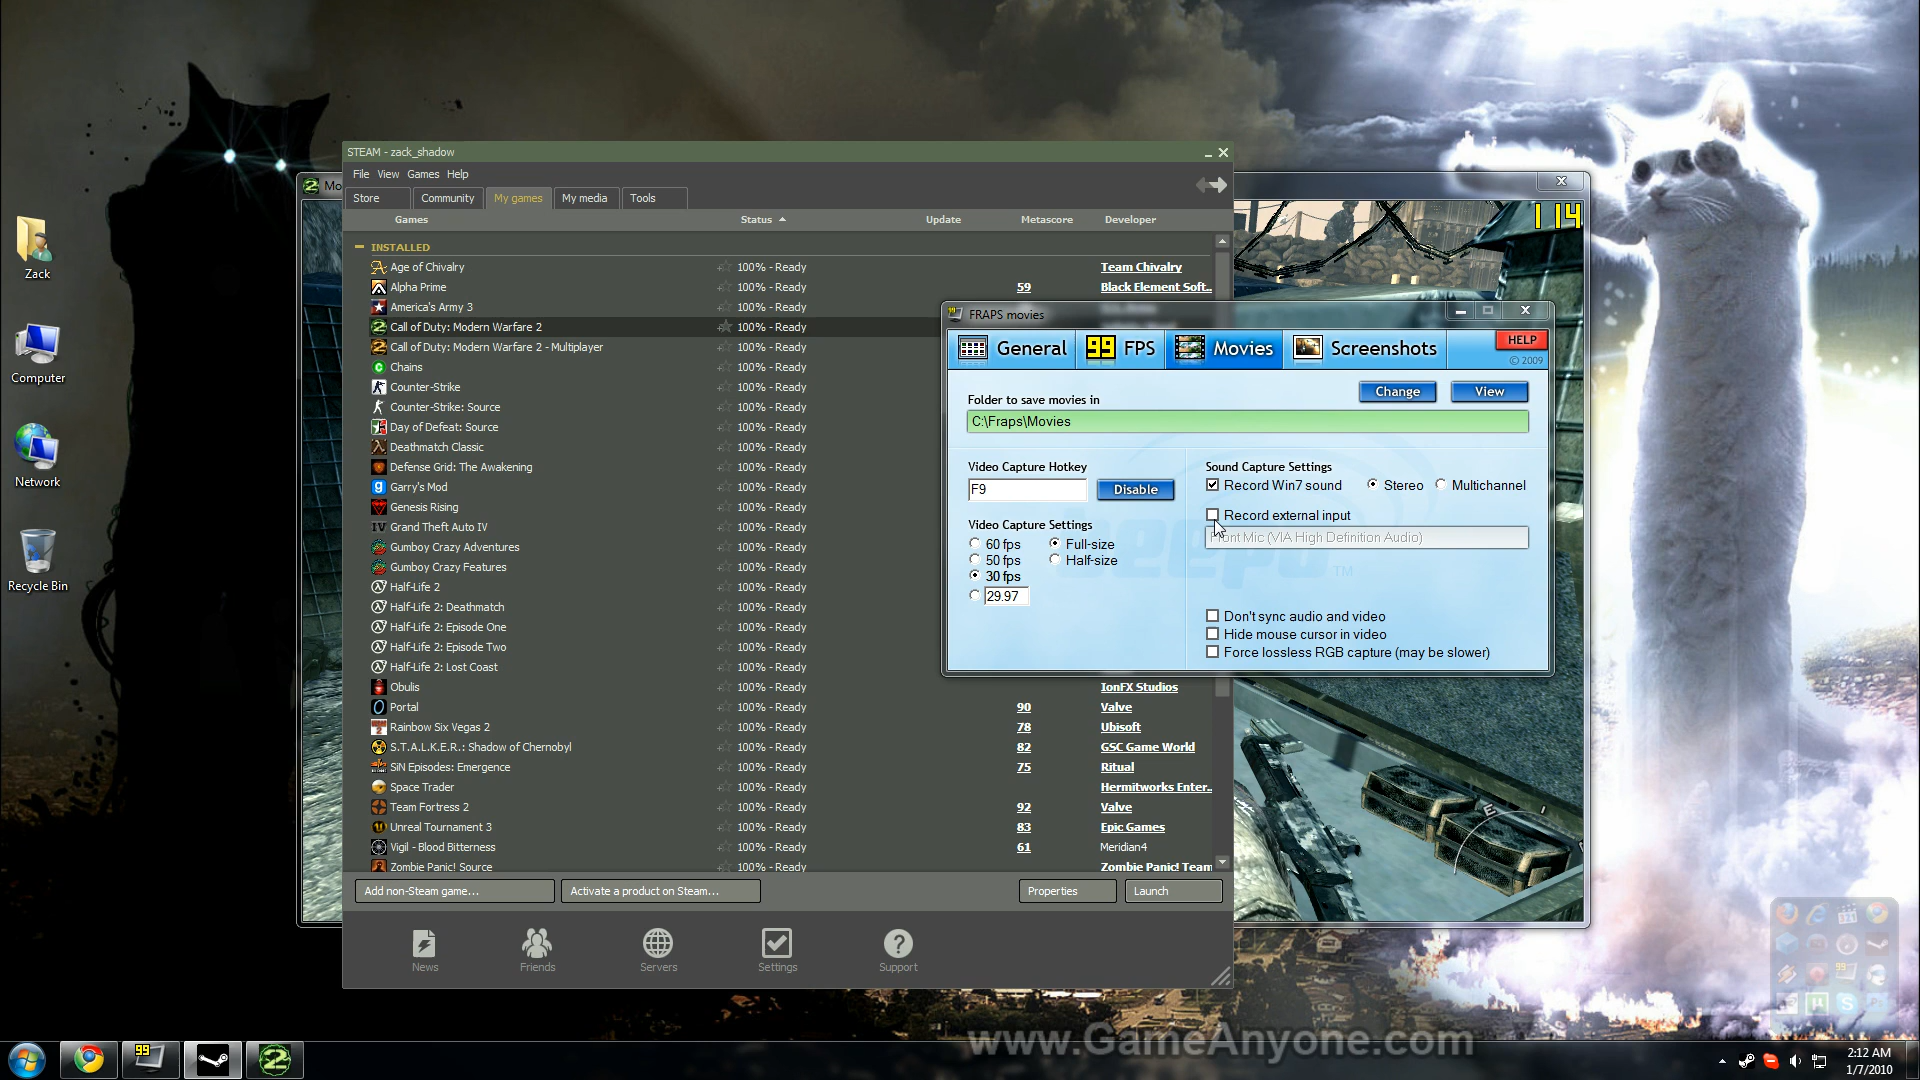 STEAM - zack_shadow
File View Games Help
Store Community My games My media Tools
Games Status Update Metascore Developer
INSTALLED
Age of Chivalry 100% - Ready Team Chivalry
Alpha Prime 100% - Ready 59 Black Element Soft..
America's Army 3 100% - Ready
Call of Duty: Modern Warfare 2 100% - Ready
Call of Duty: Modern Warfare 2 - Multiplayer 100% - Ready
Chains 100% - Ready
Counter-Strike 100% - Ready
Counter-Strike: Source 100% - Ready
Day of Defeat: Source 100% - Ready
Deathmatch Classic 100% - Ready
Defense Grid: The Awakening 100% - Ready
Garry's Mod 100% - Ready
Genesis Rising 100% - Ready
Grand Theft Auto IV 100% - Ready
Gumboy Crazy Adventures 100% - Ready
Gumboy Crazy Features 100% - Ready
Half-Life 2 100% - Ready
Half-Life 2: Deathmatch 100% - Ready
Half-Life 2: Episode One 100% - Ready
Half-Life 2: Episode Two 100% - Ready
Half-Life 2: Lost Coast 100% - Ready
Obulis 100% - Ready IonFX Studios
Portal 100% - Ready 90 Valve
Rainbow Six Vegas 2 100% - Ready 78 Ubisoft
S.T.A.L.K.E.R.: Shadow of Chernobyl 100% - Ready 82 GSC Game World
SiN Episodes: Emergence 100% - Ready 75 Ritual
Space Trader 100% - Ready Hermitworks Enter..
Team Fortress 2 100% - Ready 92 Valve
Unreal Tournament 3 100% - Ready 83 Epic Games
Vigil - Blood Bitterness 100% - Ready 61 Meridian4
Zombie Panic! Source 100% - Ready Zombie Panic! Team
Add non-Steam game... Activate a product on Steam... Properties Launch
News Friends Servers Settings Support
Zack
Computer
Network
Recycle Bin
Mo
114
FRAPS movies
General 99 FPS Movies Screenshots HELP
© 2009
Folder to save movies in Change View
C:\Fraps\Movies
Video Capture Hotkey
F9 Disable
Video Capture Settings
60 fps Full-size
50 fps Half-size
30 fps
29.97
Sound Capture Settings
Record Win7 sound Stereo Multichannel
Record external input
Front Mic (VIA High Definition Audio)
beepa TM
Don't sync audio and video
Hide mouse cursor in video
Force lossless RGB capture (may be slower)
E
www.GameAnyone.com
99
2:12 AM
1/7/2010